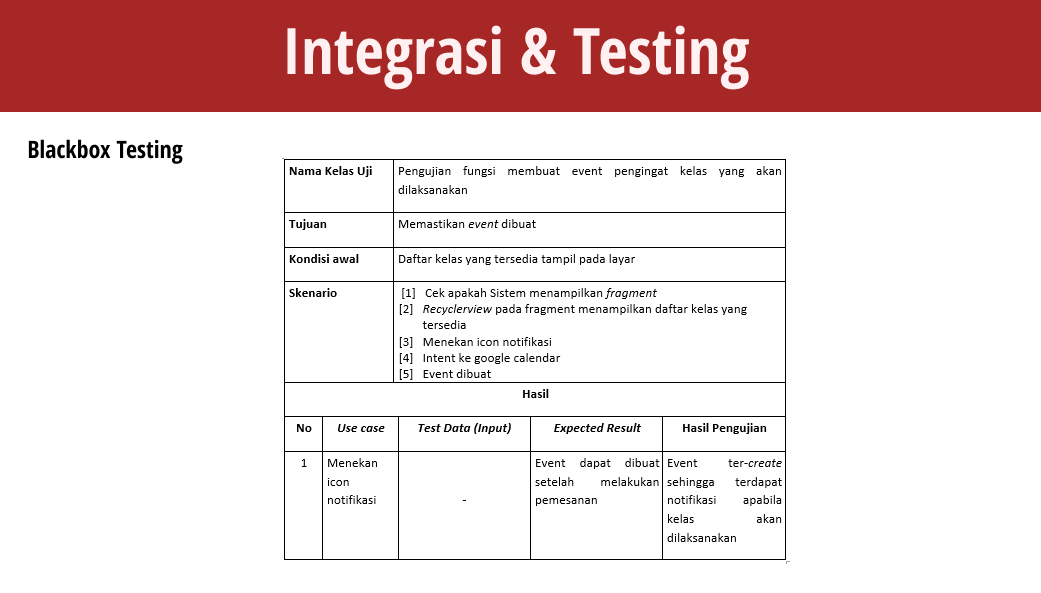 Integrasi & Testing
Blackbox Testing
Nama Kelas Uji
Pengujian fungsi membuat event pengingat kelas yang akan
dilaksanakan
Tujuan
Memastikan event dibuat
Kondisi awal
Daftar kelas yang tersedia tampil pada layar
Skenario
[1] Cek apakah Sistem menampilkan fragment
[2] Recyclerview pada fragment menampilkan daftar kelas yang
tersedia
[3] Menekan icon notifikasi
[4] Intent ke google calendar
[5] Event dibuat
Hasil
No
Use case
Test Data (Input)
Expected Result
Hasil Pengujian
1
Menekan
icon
notifikasi
-
Event dapat dibuat
setelah melakukan
pemesanan
Event ter-create
sehingga terdapat
notifikasi apabila
kelas akan
dilaksanakan